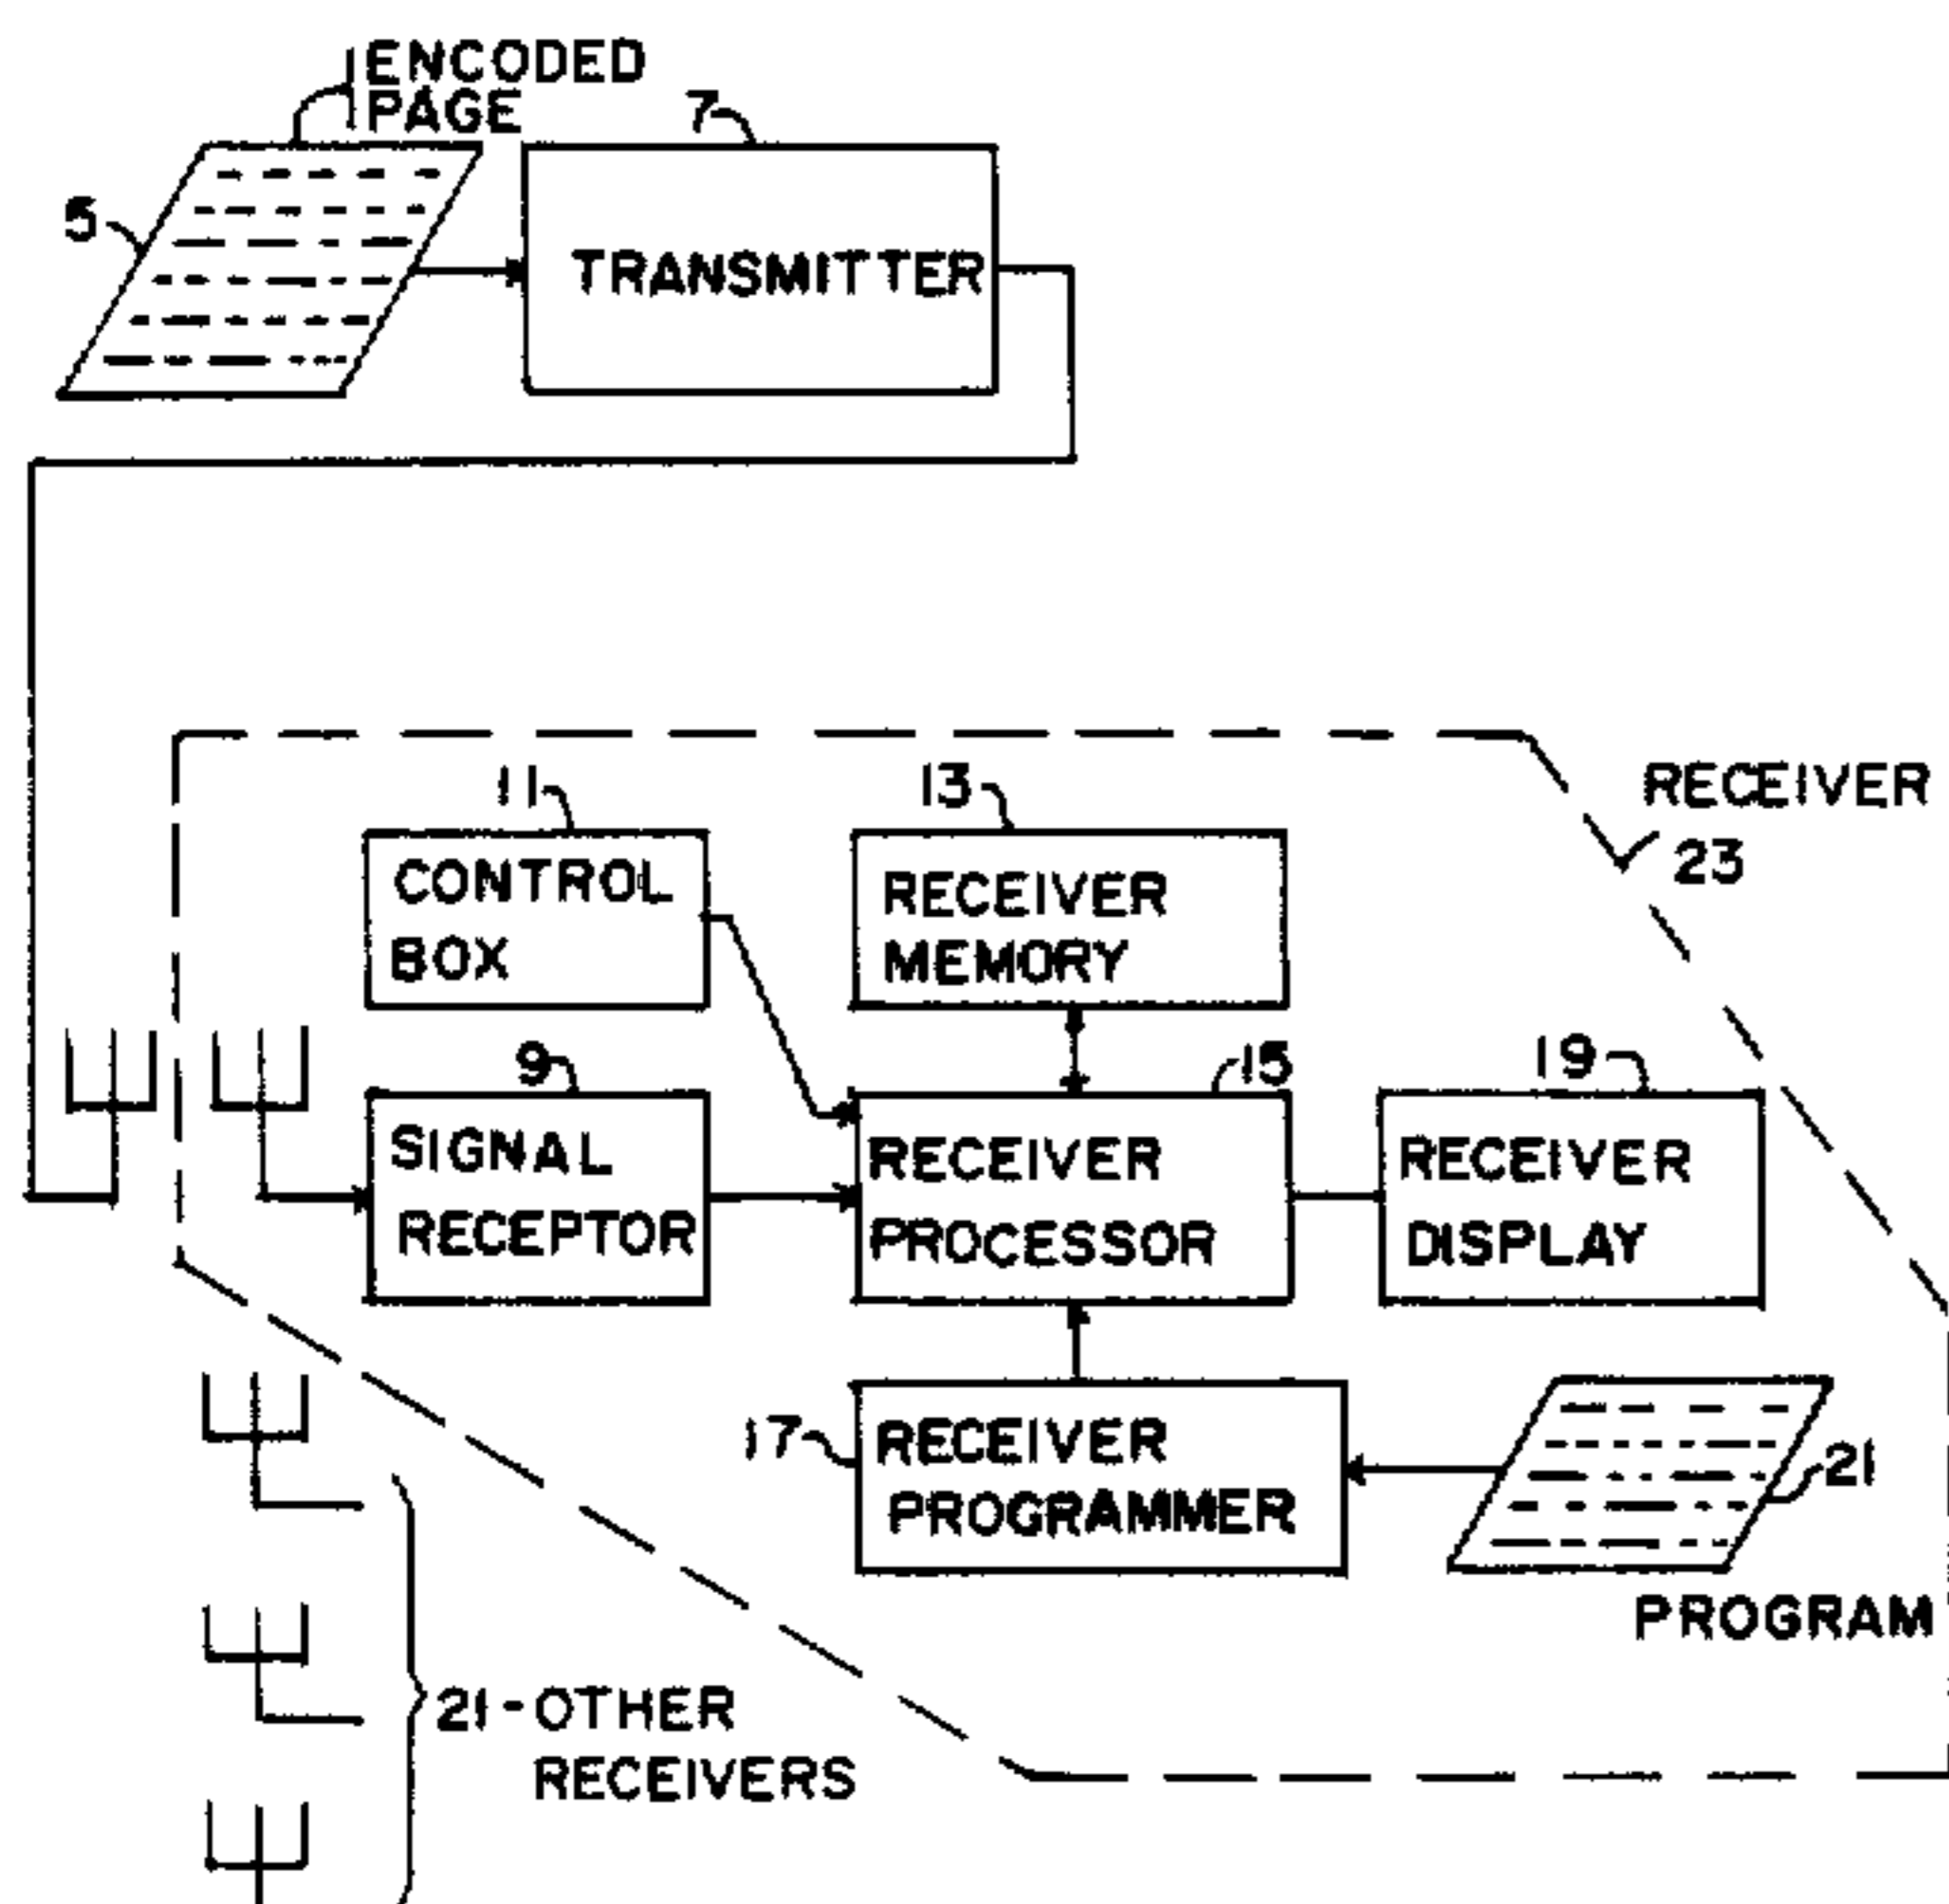 ENCODED
PAGE
7
5
TRANSMITTER
11
13
RECEIVER
23
CONTROL
BOX
RECEIVER
MEMORY
9
15
19
SIGNAL
RECEPTOR
RECEIVER
PROCESSOR
RECEIVER
DISPLAY
17
RECEIVER
PROGRAMMER
21
PROGRAM
21-OTHER
RECEIVERS